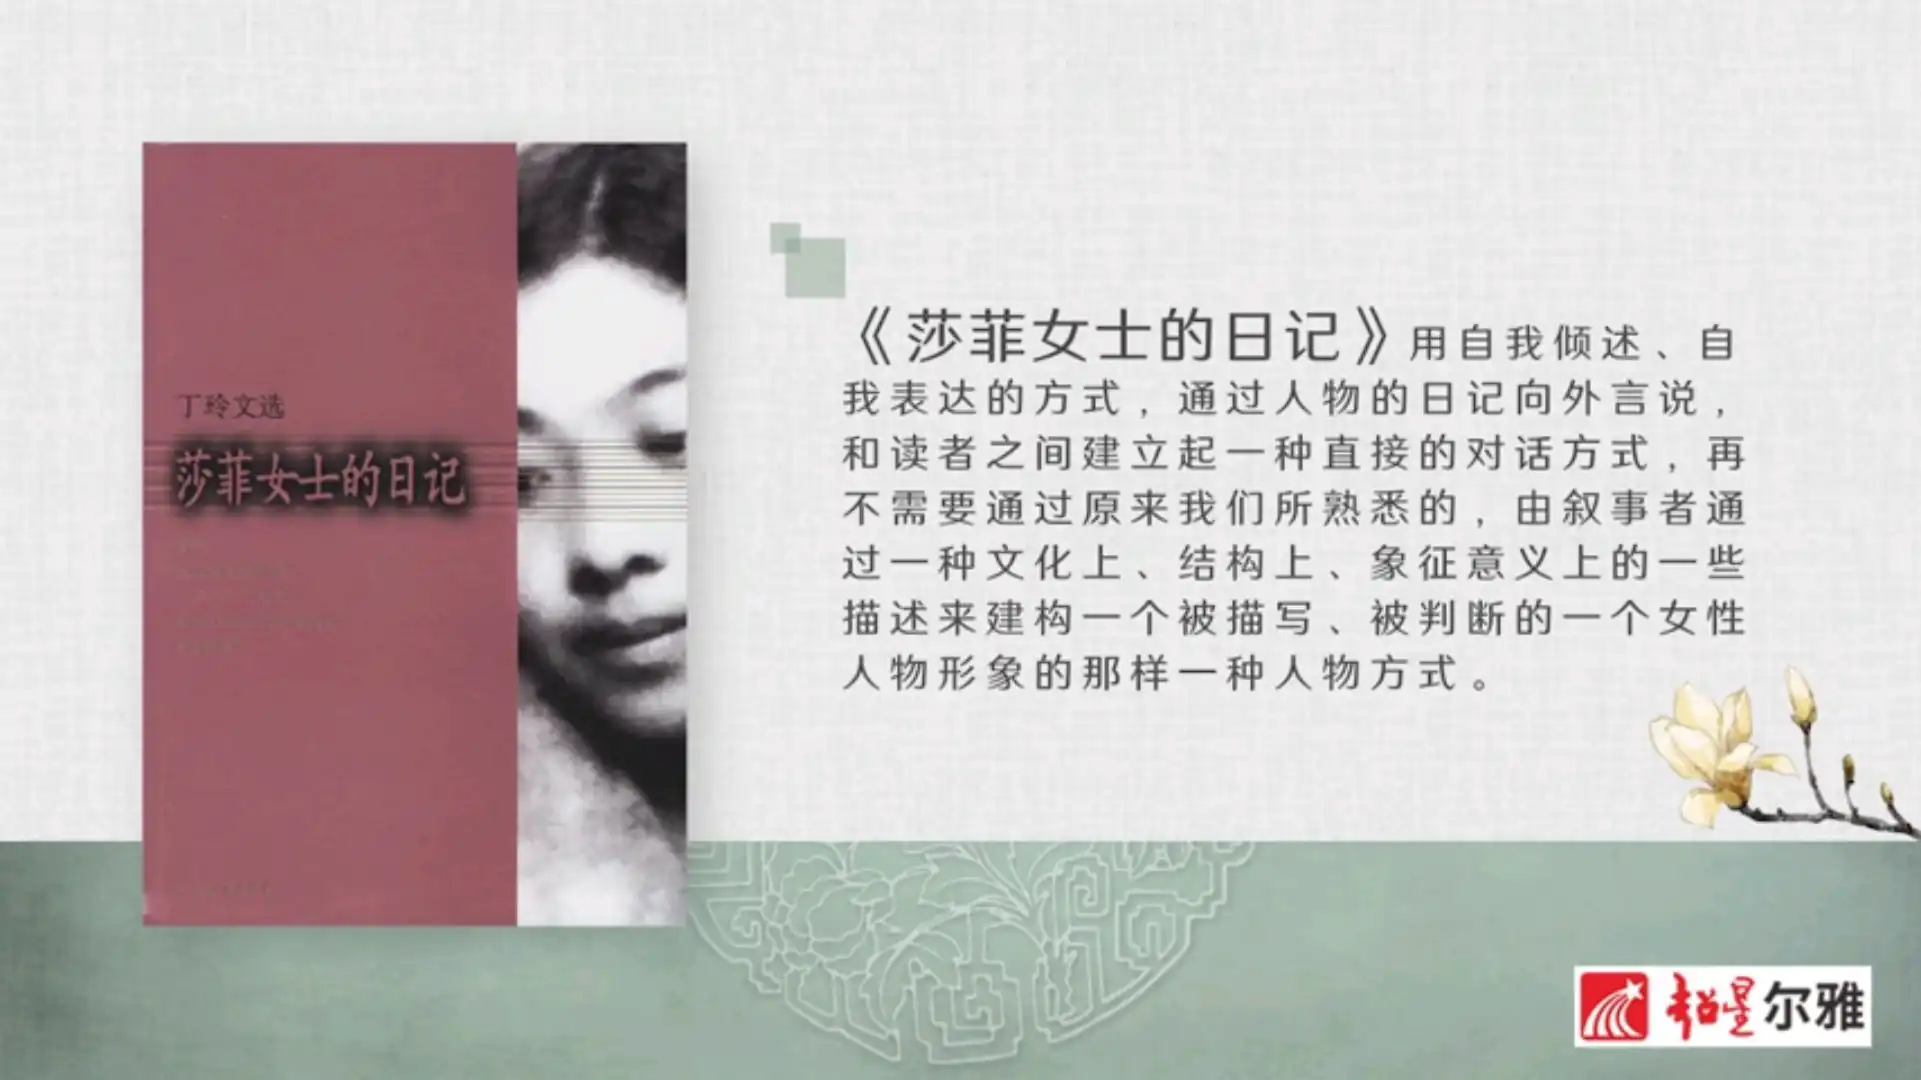 丁玲文选
莎菲女士的日记
《莎菲女士的日记》用自我倾述、自
我表达的方式，通过人物的日记向外言说，
和读者之间建立起一种直接的对话方式，再
不需要通过原来我们所熟悉的，由叙事者通
过一种文化上、结构上、象征意义上的一些
描述来建构一个被描写、被判断的一个女性
人物形象的那样一种人物方式。
超星尔雅